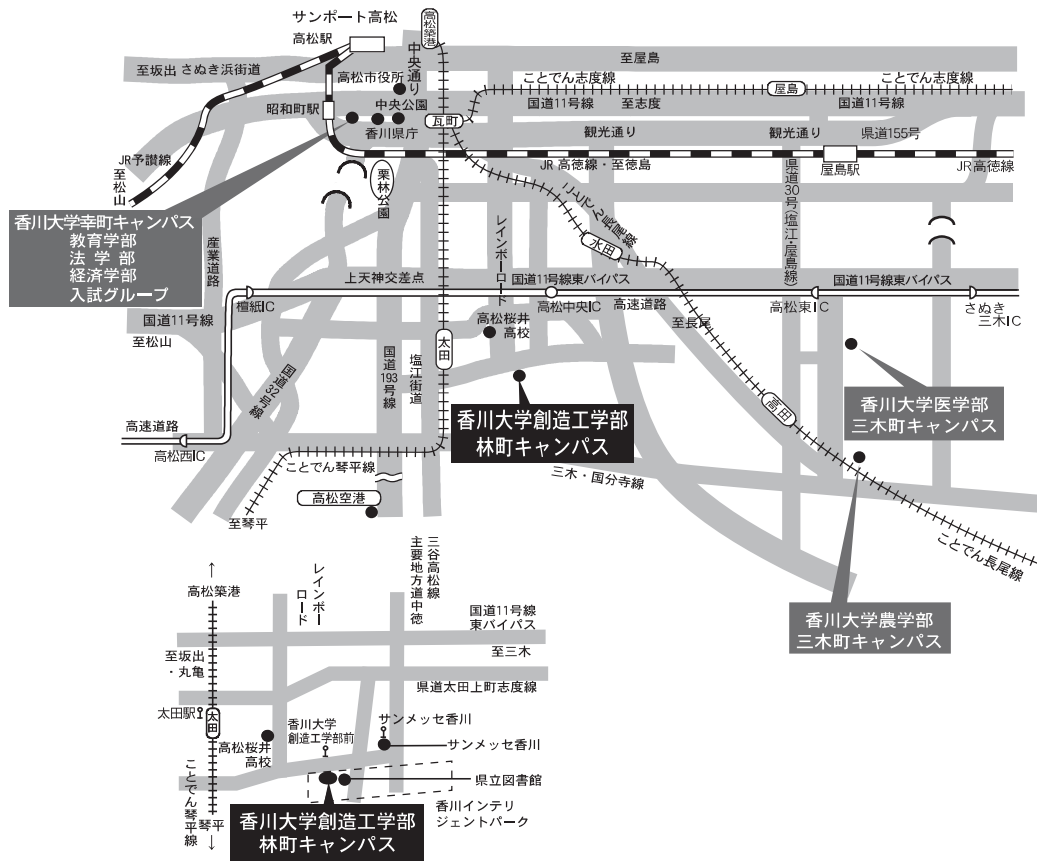 サンポート高松
高松駅
高松築港
中央通り
至屋島
至坂出 さぬき浜街道
高松市役所
ことでん志度線
屋島
ことでん志度線
国道11号線
至志度
国道11号線
昭和町駅
中央公園
瓦町
香川県庁
観光通り
観光通り
県道155号
JR予讃線
至松山
JR高徳線・至徳島
屋島駅
JR高徳線
栗林公園
県道30号(塩江・屋島線)
香川大学幸町キャンパス
教育学部
法学部
経済学部
入試グループ
産業道路
レインボーロード
ことでん長尾線
水田
上天神交差点
国道11号線東バイパス
国道11号線東バイパス
檀紙IC
高松中央IC
高速道路
高松東IC
さぬき
三木IC
国道11号線
至松山
高松桜井
高校
至長尾
太田
国道32号線
国道193号線
塩江街道
香川大学創造工学部
林町キャンパス
高田
香川大学医学部
三木町キャンパス
高速道路
高松西IC
ことでん琴平線
三木・国分寺線
高松空港
至琴平
ことでん長尾線
香川大学農学部
三木町キャンパス
↑
高松築港
レインボー
ロード
三谷高松線
主要地方道中徳
国道11号線
東バイパス
至三木
至坂出
・丸亀
県道太田上町志度線
太田駅
太田
香川大学
創造工学部前
サンメッセ香川
高松桜井
高校
サンメッセ香川
県立図書館
ことでん琴平線
香川インテリ
ジェントパーク
琴平
↓
香川大学創造工学部
林町キャンパス